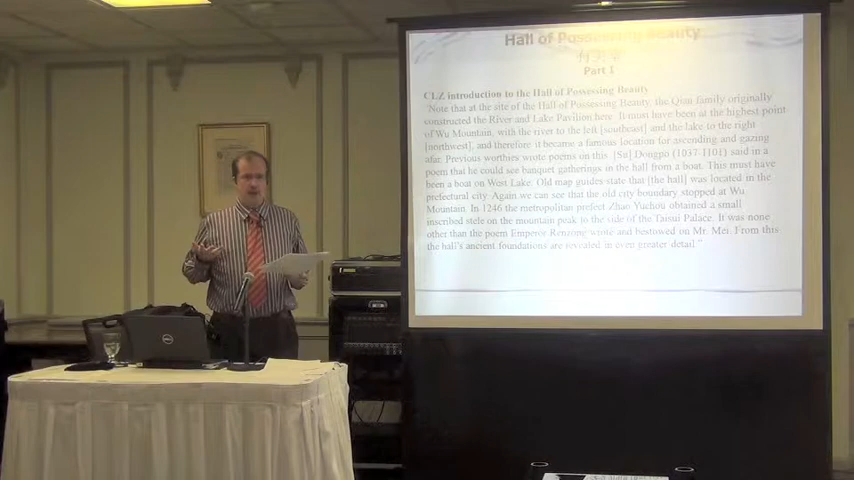 Hall of Possessing Beauty
有美堂
Part 1
CLZ introduction to the Hall of Possessing Beauty
"Note that at the site of the Hall of Possessing Beauty, the Qian family originally
constructed the River and Lake Pavilion here. It must have been at the highest point
of Wu Mountain, with the river to the left [southeast] and the lake to the right
[northwest], and therefore it became a famous location for ascending and gazing
afar. Previous worthies wrote poems on this. [Su] Dongpo (1037-1101) said in a
poem that he could see banquet gatherings in the hall from a boat. This must have
been a boat on West Lake. Old map guides state that [the hall] was located in the
prefectural city. Again we can see that the old city boundary stopped at Wu
Mountain. In 1246 the metropolitan prefect Zhao Yuchou obtained a small
inscribed stele on the mountain peak to the side of the Taisui Palace. It was none
other than the poem Emperor Renzong wrote and bestowed on Mr. Mei. From this
the hall's ancient foundations are revealed in even greater detail."
DELL